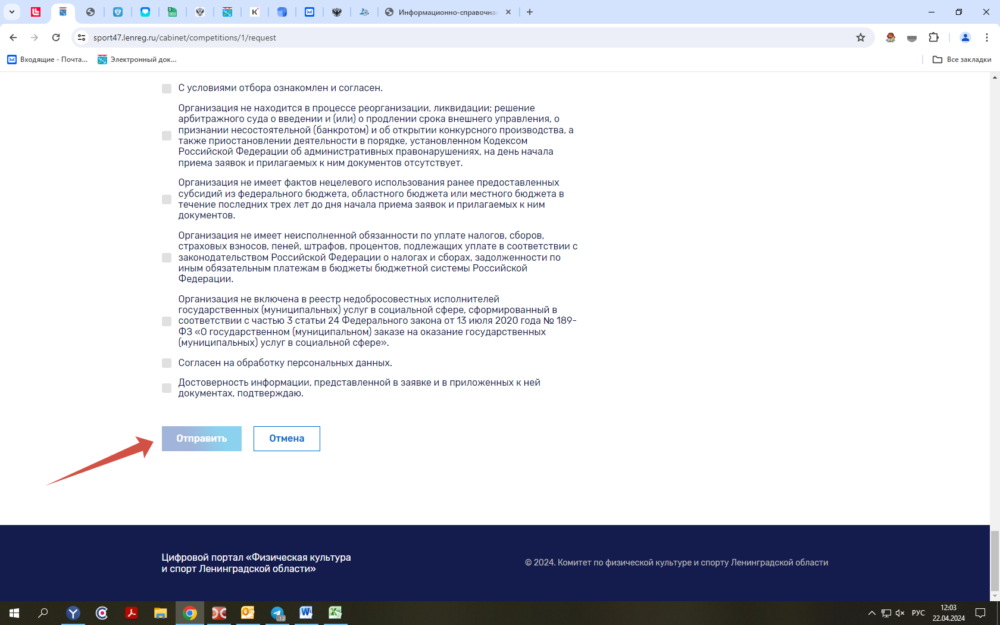 Информационно-справочна
sport47.lenreg.ru/cabinet/competitions/1/request
Входящие - Почта...
Электронный док...
Все закладки
С условиями отбора ознакомлен и согласен.
Организация не находится в процессе реорганизации, ликвидации; решение
арбитражного суда о введении и (или) о продлении срока внешнего управления, о
признании несостоятельной (банкротом) и об открытии конкурсного производства, а
также приостановлении деятельности в порядке, установленном Кодексом
Российской Федерации об административных правонарушениях, на день начала
приема заявок и прилагаемых к ним документов отсутствует.
Организация не имеет фактов нецелевого использования ранее предоставленных
субсидий из федерального бюджета, областного бюджета или местного бюджета в
течение последних трех лет до дня начала приема заявок и прилагаемых к ним
документов.
Организация не имеет неисполненной обязанности по уплате налогов, сборов,
страховых взносов, пеней, штрафов, процентов, подлежащих уплате в соответствии с
законодательством Российской Федерации о налогах и сборах, задолженности по
иным обязательным платежам в бюджеты бюджетной системы Российской
Федерации.
Организация не включена в реестр недобросовестных исполнителей
государственных (муниципальных) услуг в социальной сфере, сформированный в
соответствии с частью 3 статьи 24 Федерального закона от 13 июля 2020 года № 189-
ФЗ «О государственном (муниципальном) заказе на оказание государственных
(муниципальных) услуг в социальной сфере».
Согласен на обработку персональных данных.
Достоверность информации, представленной в заявке и в приложенных к ней
документах, подтверждаю.
Отправить
Отмена
Цифровой портал «Физическая культура
и спорт Ленинградской области»
© 2024. Комитет по физической культуре и спорту Ленинградской области
РУС
12:03
22.04.2024